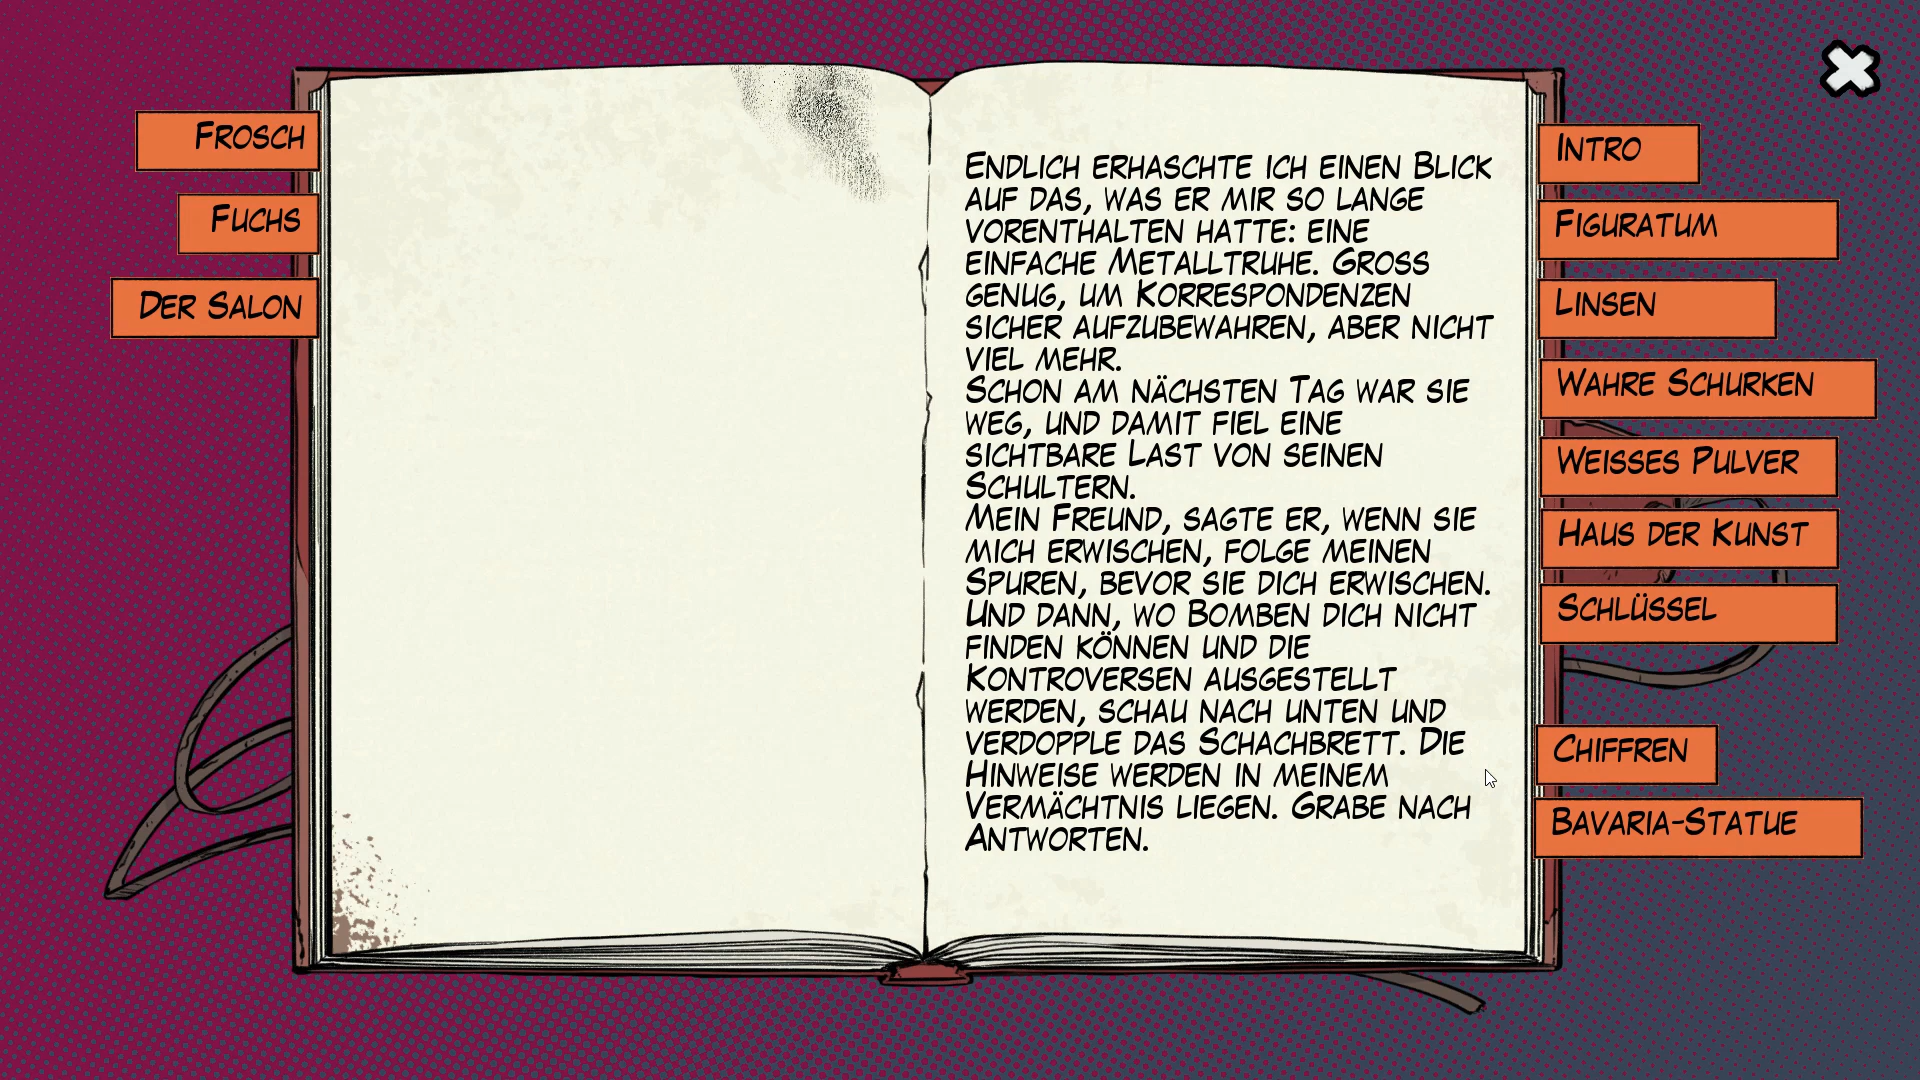 Frosch
Fuchs
Der Salon
Endlich erhaschte ich einen Blick
auf das, was er mir so lange
vorenthalten hatte: eine
einfache Metalltruhe. Gross
genug, um Korrespondenzen
sicher aufzubewahren, aber nicht
viel mehr.
Schon am nächsten Tag war sie
weg, und damit fiel eine
sichtbare Last von seinen
Schultern.
Mein Freund, sagte er, wenn sie
mich erwischen, folge meinen
Spuren, bevor sie dich erwischen.
Und dann, wo Bomben dich nicht
finden können und die
Kontroversen ausgestellt
werden, schau nach unten und
verdopple das Schachbrett. Die
Hinweise werden in meinem
Vermächtnis liegen. Grabe nach
Antworten.
Intro
Figuratum
Linsen
Wahre Schurken
Weisses Pulver
Haus der Kunst
Schlüssel
Chiffren
Bavaria-Statue